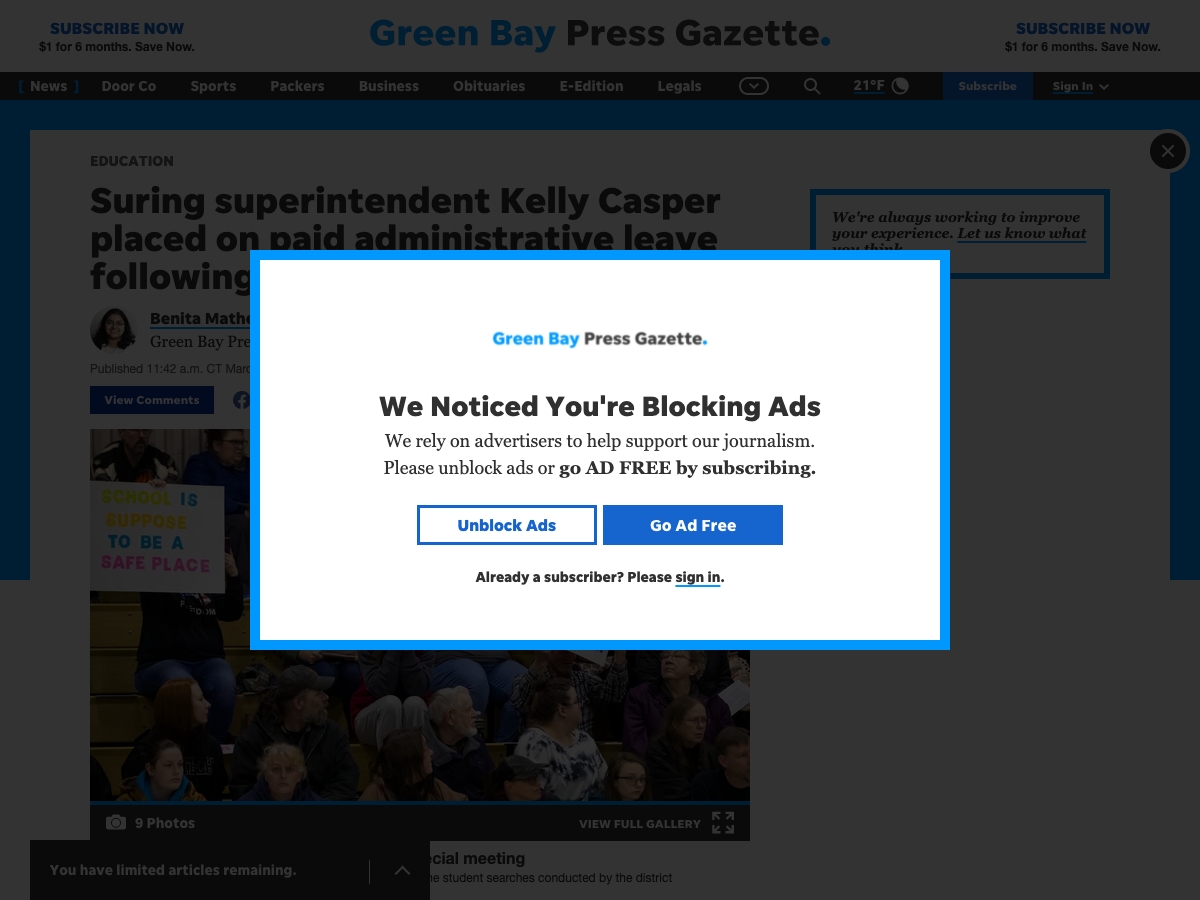 SUBSCRIBE NOW
$1 for 6 months. Save Now.
Green Bay Press Gazette.
SUBSCRIBE NOW
$1 for 6 months. Save Now.
[ News ] Door Co Sports Packers Business Obituaries E-Edition Legals 21°F Subscribe Sign In
EDUCATION
Suring superintendent Kelly Casper
placed on paid administrative leave
following
We're always working to improve
your experience. Let us know what
you think.
Benita Mathe
Green Bay Pre
Published 11:42 a.m. CT Marc
View Comments
Green Bay Press Gazette.
We Noticed You're Blocking Ads
We rely on advertisers to help support our journalism.
Please unblock ads or go AD FREE by subscribing.
Unblock Ads Go Ad Free
Already a subscriber? Please sign in.
SCHOOL IS
SUPPOSE
TO BE A
SAFE PLACE
9 Photos VIEW FULL GALLERY
ecial meeting
e student searches conducted by the district
You have limited articles remaining.